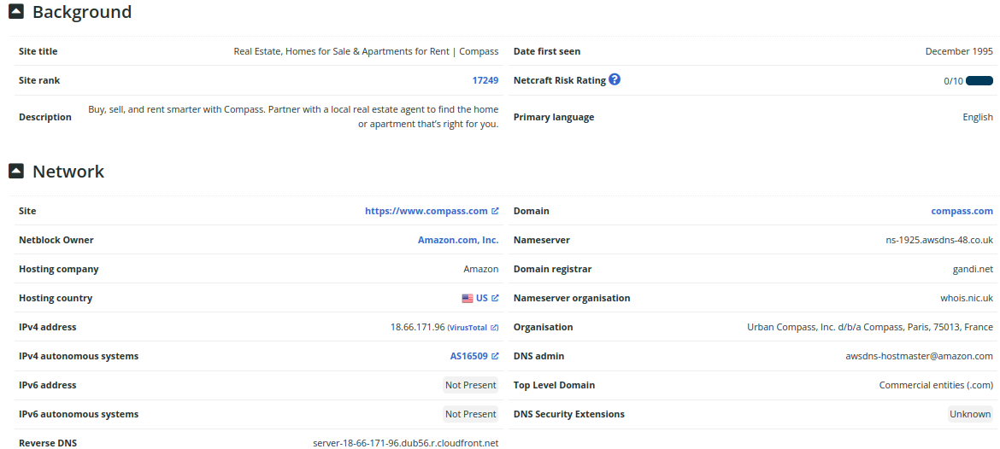 Background
Site title Real Estate, Homes for Sale & Apartments for Rent | Compass Date first seen December 1995
Site rank 17249 Netcraft Risk Rating ? 0/10
Description Buy, sell, and rent smarter with Compass. Partner with a local real estate agent to find the home
or apartment that’s right for you. Primary language English
Network
Site https://www.compass.com Domain compass.com
Netblock Owner Amazon.com, Inc. Nameserver ns-1925.awsdns-48.co.uk
Hosting company Amazon Domain registrar gandi.net
Hosting country US Nameserver organisation whois.nic.uk
IPv4 address 18.66.171.96 (VirusTotal) Organisation Urban Compass, Inc. d/b/a Compass, Paris, 75013, France
IPv4 autonomous systems AS16509 DNS admin awsdns-hostmaster@amazon.com
IPv6 address Not Present Top Level Domain Commercial entities (.com)
IPv6 autonomous systems Not Present DNS Security Extensions Unknown
Reverse DNS server-18-66-171-96.dub56.r.cloudfront.net